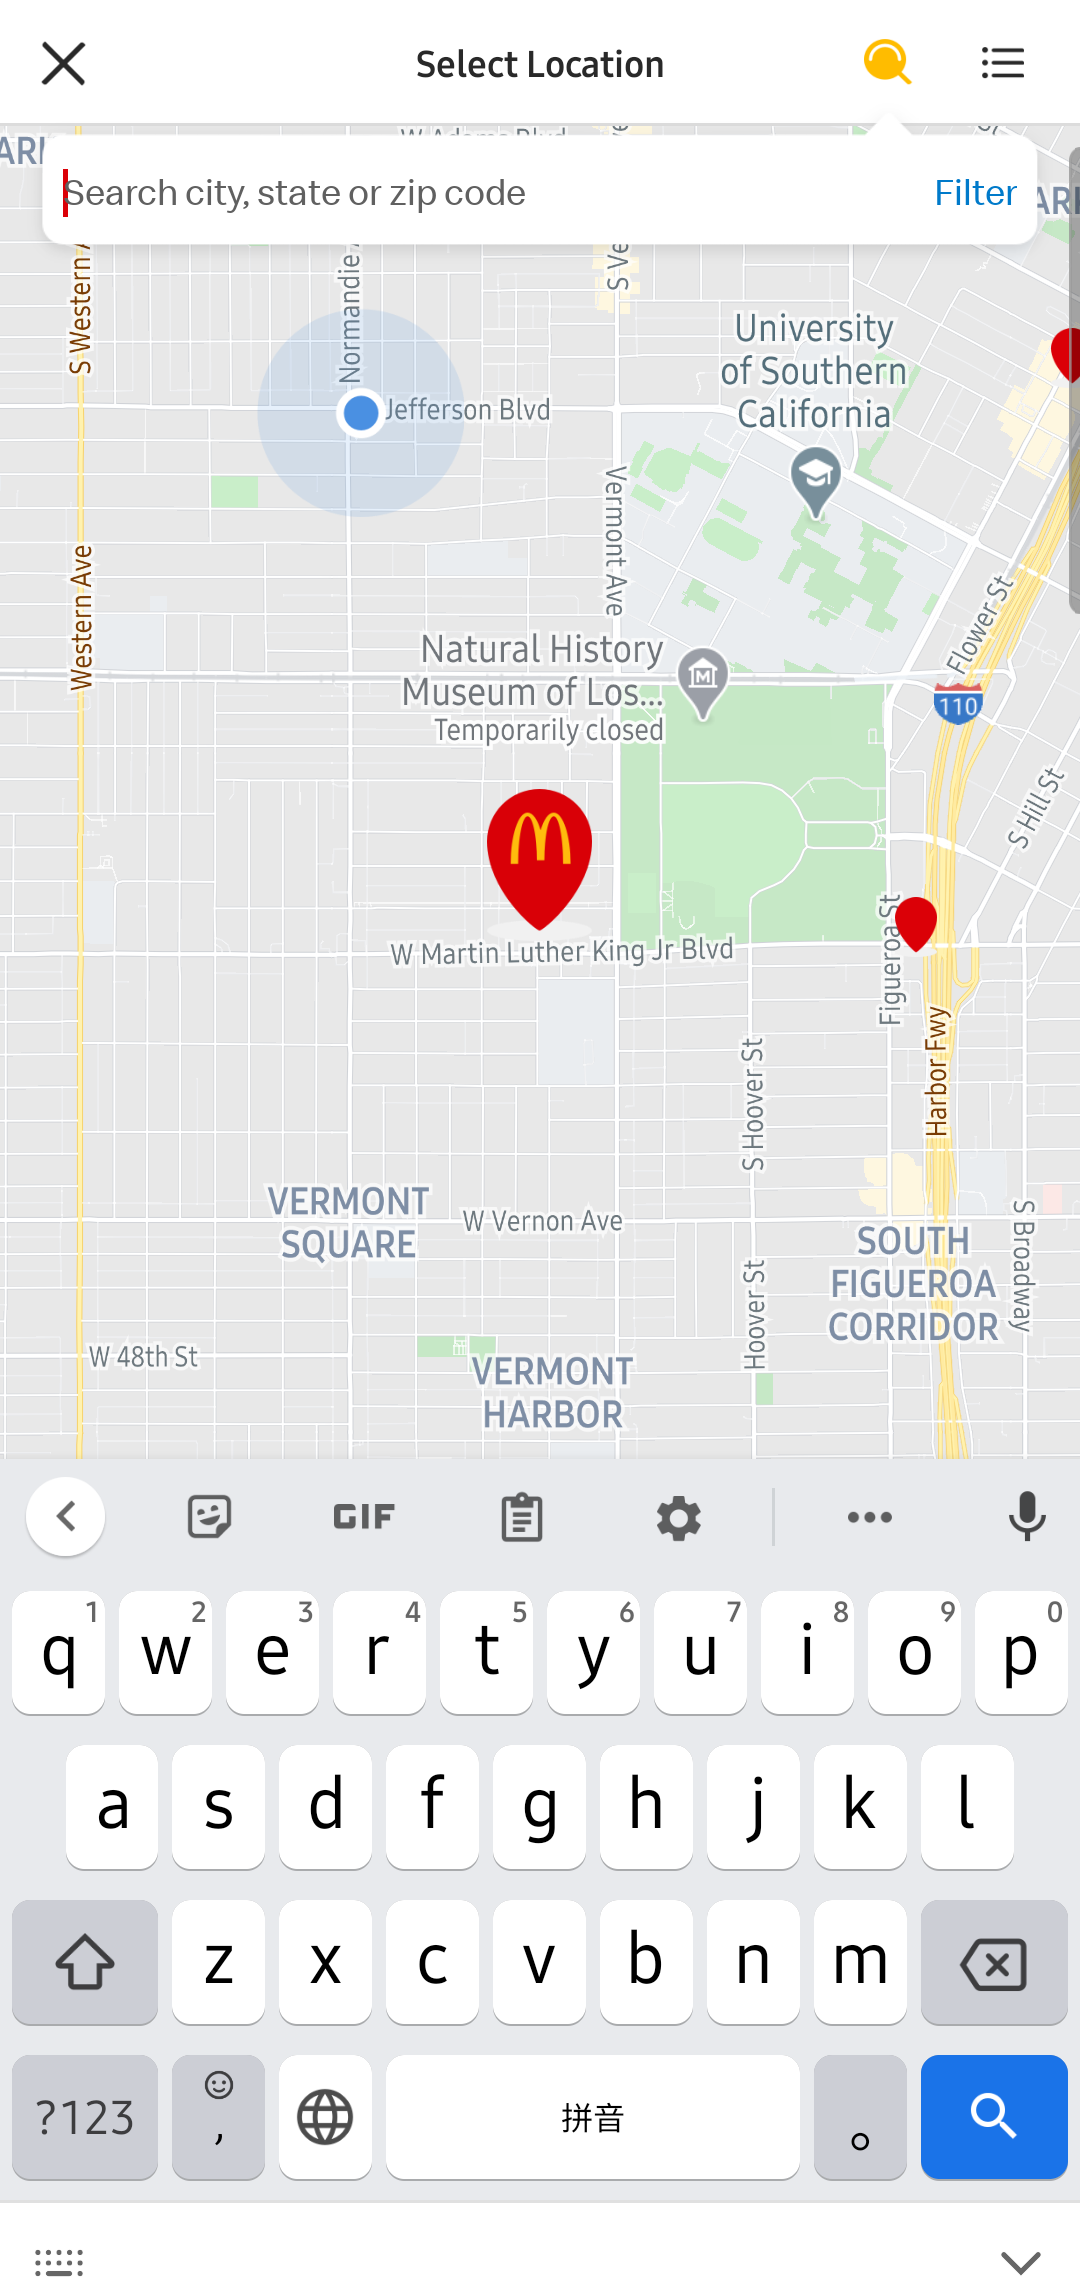 Select Location
W Adams Blvd
Search city, state or zip code
Filter
S Western A
Normandie
S Ve
University
of Southern
California
Jefferson Blvd
Vermont Ave
Western Ave
Flower St
Natural History
Museum of Los...
Temporarily closed
110
S Hill St
Figueroa St
W Martin Luther King Jr Blvd
Harbor Fwy
S Hoover St
VERMONT
SQUARE
W Vernon Ave
S Broadway
SOUTH
FIGUEROA
CORRIDOR
Hoover St
W 48th St
VERMONT
HARBOR
GIF
1 2 3 4 5 6 7 8 9 0
q w e r t y u i o p
a s d f g h j k l
z x c v b n m
?123 , 拼音 。